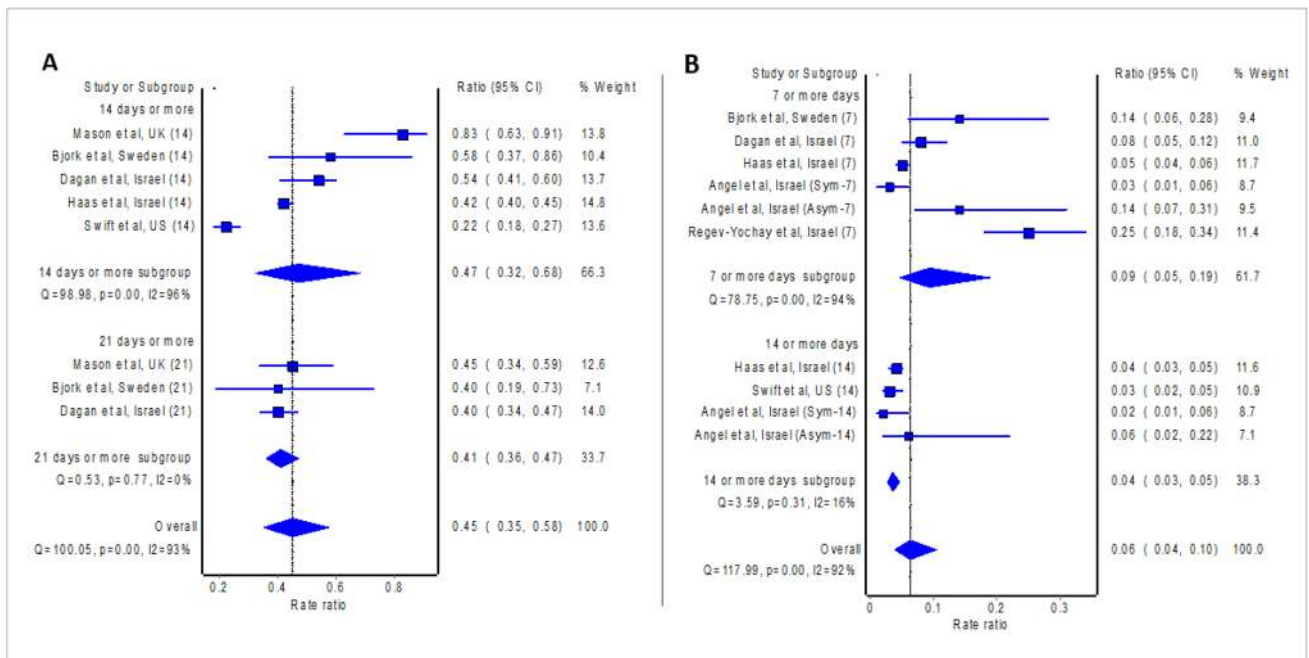 A
Study or Subgroup Ratio (95% CI) % Weight
14 days or more
Mason et al, UK (14) 0.83 ( 0.63, 0.91) 13.8
Bjork et al, Sweden (14) 0.58 ( 0.37, 0.86) 10.4
Dagan et al, Israel (14) 0.54 ( 0.41, 0.60) 13.7
Haas et al, Israel (14) 0.42 ( 0.40, 0.45) 14.8
Swift et al, US (14) 0.22 ( 0.18, 0.27) 13.6
14 days or more subgroup 0.47 ( 0.32, 0.68) 66.3
Q=98.98, p=0.00, I2=96%
21 days or more
Mason et al, UK (21) 0.45 ( 0.34, 0.59) 12.6
Bjork et al, Sweden (21) 0.40 ( 0.19, 0.73) 7.1
Dagan et al, Israel (21) 0.40 ( 0.34, 0.47) 14.0
21 days or more subgroup 0.41 ( 0.36, 0.47) 33.7
Q=0.53, p=0.77, I2=0%
Overall 0.45 ( 0.35, 0.58) 100.0
Q=100.05, p=0.00, I2=93%
0.2 0.4 0.6 0.8
Rate ratio
B
Study or Subgroup Ratio (95% CI) % Weight
7 or more days
Bjork et al, Sweden (7) 0.14 ( 0.06, 0.28) 9.4
Dagan et al, Israel (7) 0.08 ( 0.05, 0.12) 11.0
Haas et al, Israel (7) 0.05 ( 0.04, 0.06) 11.7
Angel et al, Israel (Sym-7) 0.03 ( 0.01, 0.06) 8.7
Angel et al, Israel (Asym-7) 0.14 ( 0.07, 0.31) 9.5
Regev-Yochay et al, Israel (7) 0.25 ( 0.18, 0.34) 11.4
7 or more days subgroup 0.09 ( 0.05, 0.19) 61.7
Q=78.75, p=0.00, I2=94%
14 or more days
Haas et al, Israel (14) 0.04 ( 0.03, 0.05) 11.6
Swift et al, US (14) 0.03 ( 0.02, 0.05) 10.9
Angel et al, Israel (Sym-14) 0.02 ( 0.01, 0.06) 8.7
Angel et al, Israel (Asym-14) 0.06 ( 0.02, 0.22) 7.1
14 or more days subgroup 0.04 ( 0.03, 0.05) 38.3
Q=3.59, p=0.31, I2=16%
Overall 0.06 ( 0.04, 0.10) 100.0
Q=117.99, p=0.00, I2=92%
0 0.1 0.2 0.3
Rate ratio